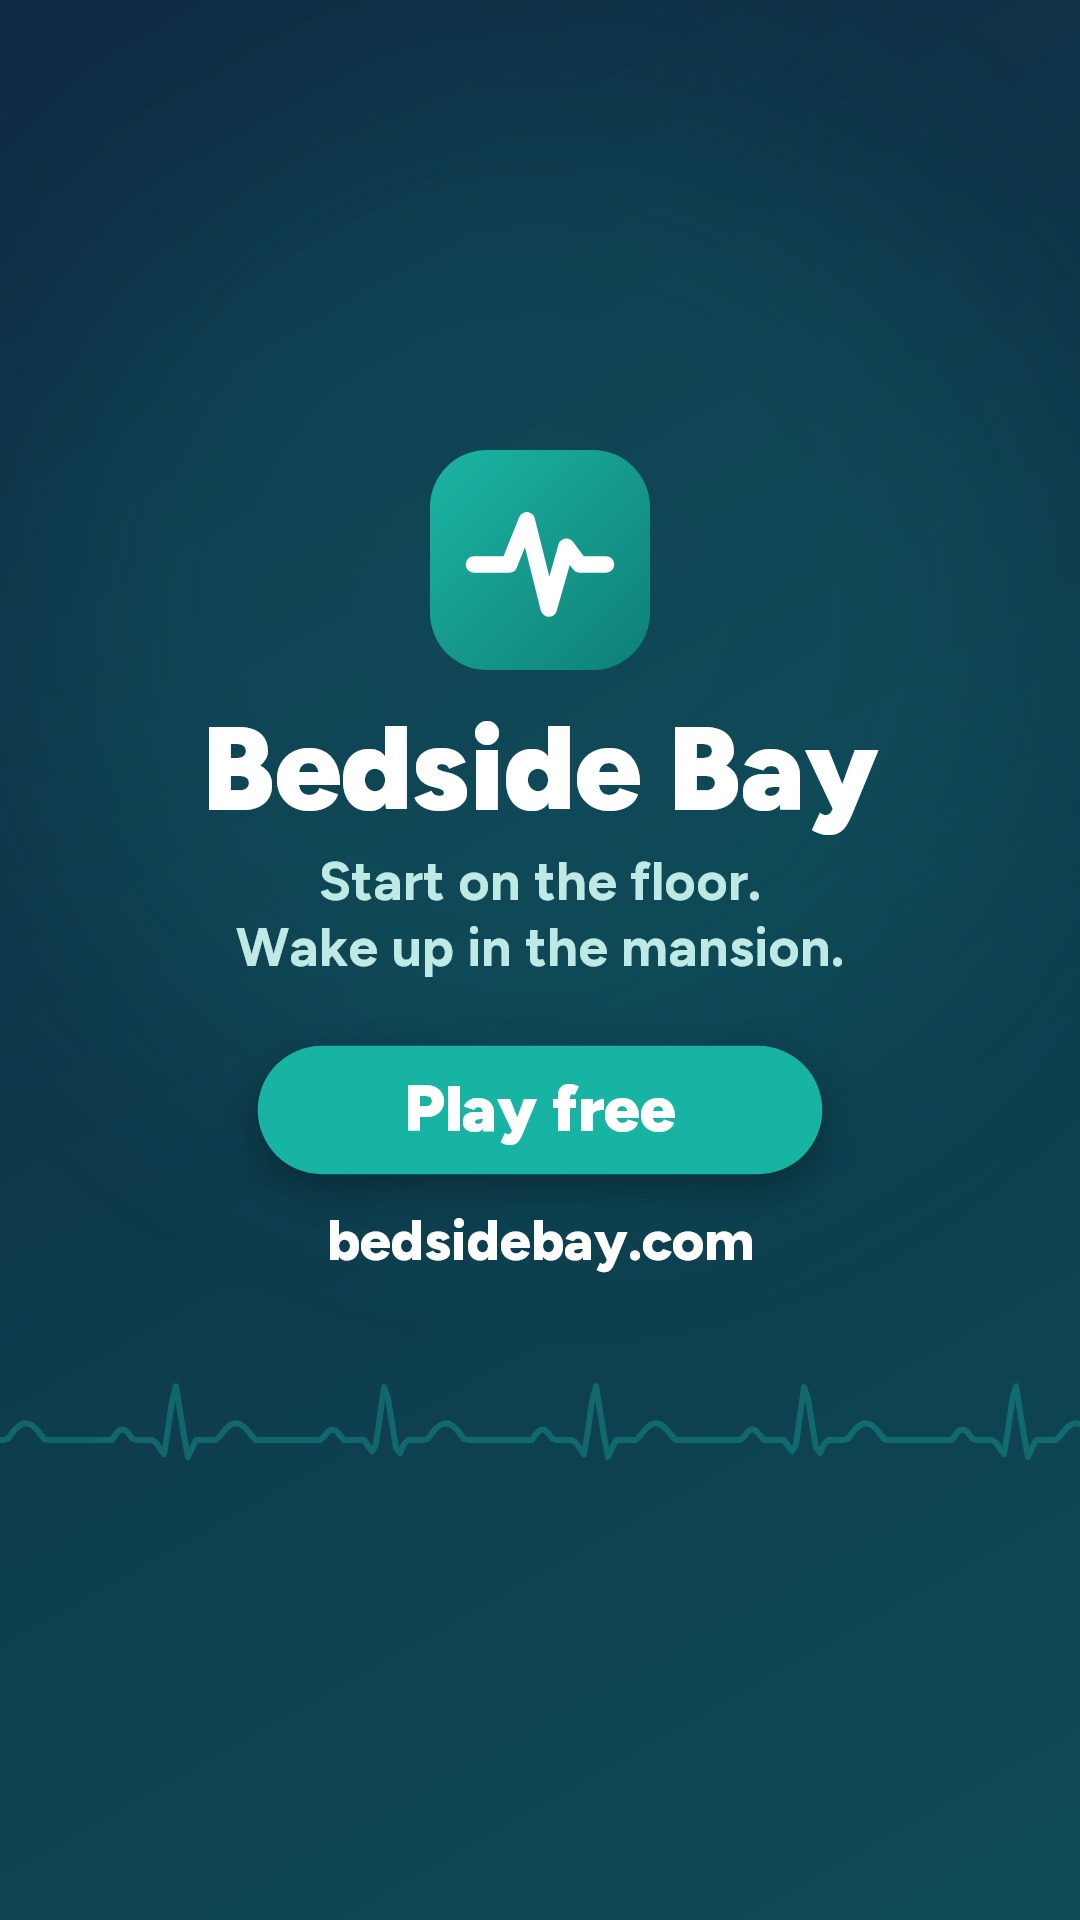 Bedside Bay
Start on the floor.
Wake up in the mansion.
Play free
bedsidebay.com